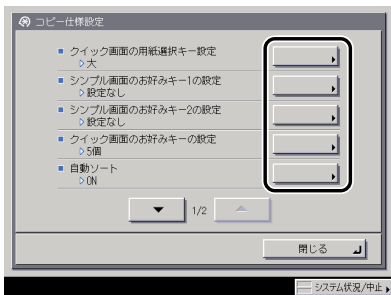 コピー仕様設定
クイック画面の用紙選択キー設定
大
シンプル画面のお好みキー1の設定
設定なし
シンプル画面のお好みキー2の設定
設定なし
クイック画面のお好みキーの設定
5個
自動ソート
ON
1/2
閉じる
システム状況/中止